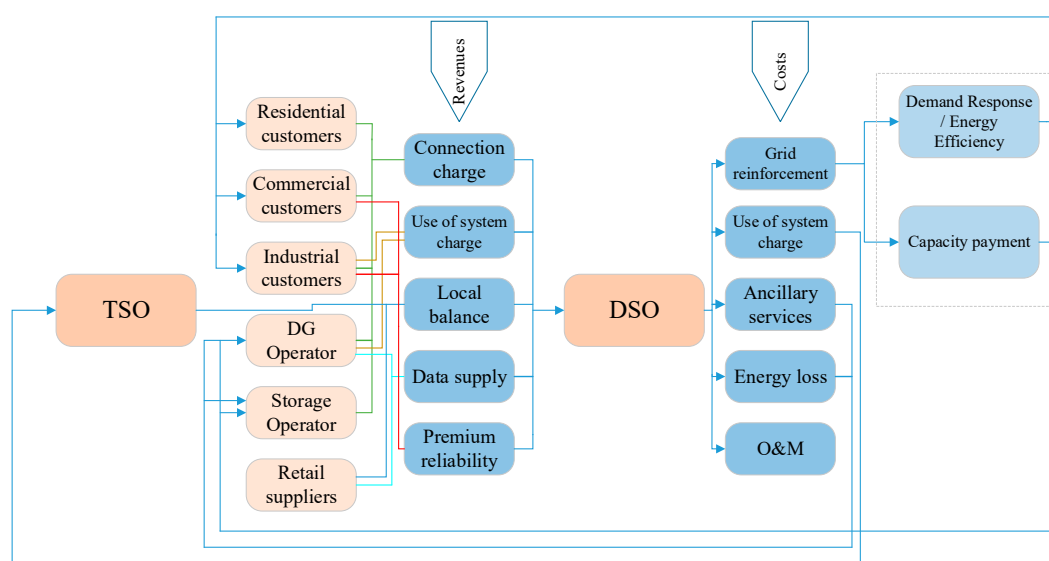 Revenues
Costs
Residential
customers
Commercial
customers
Industrial
customers
TSO
DG
Operator
Storage
Operator
Retail
suppliers
Connection
charge
Use of system
charge
Local
balance
Data supply
Premium
reliability
DSO
Grid
reinforcement
Use of system
charge
Ancillary
services
Energy loss
O&M
Demand Response
/ Energy
Efficiency
Capacity payment